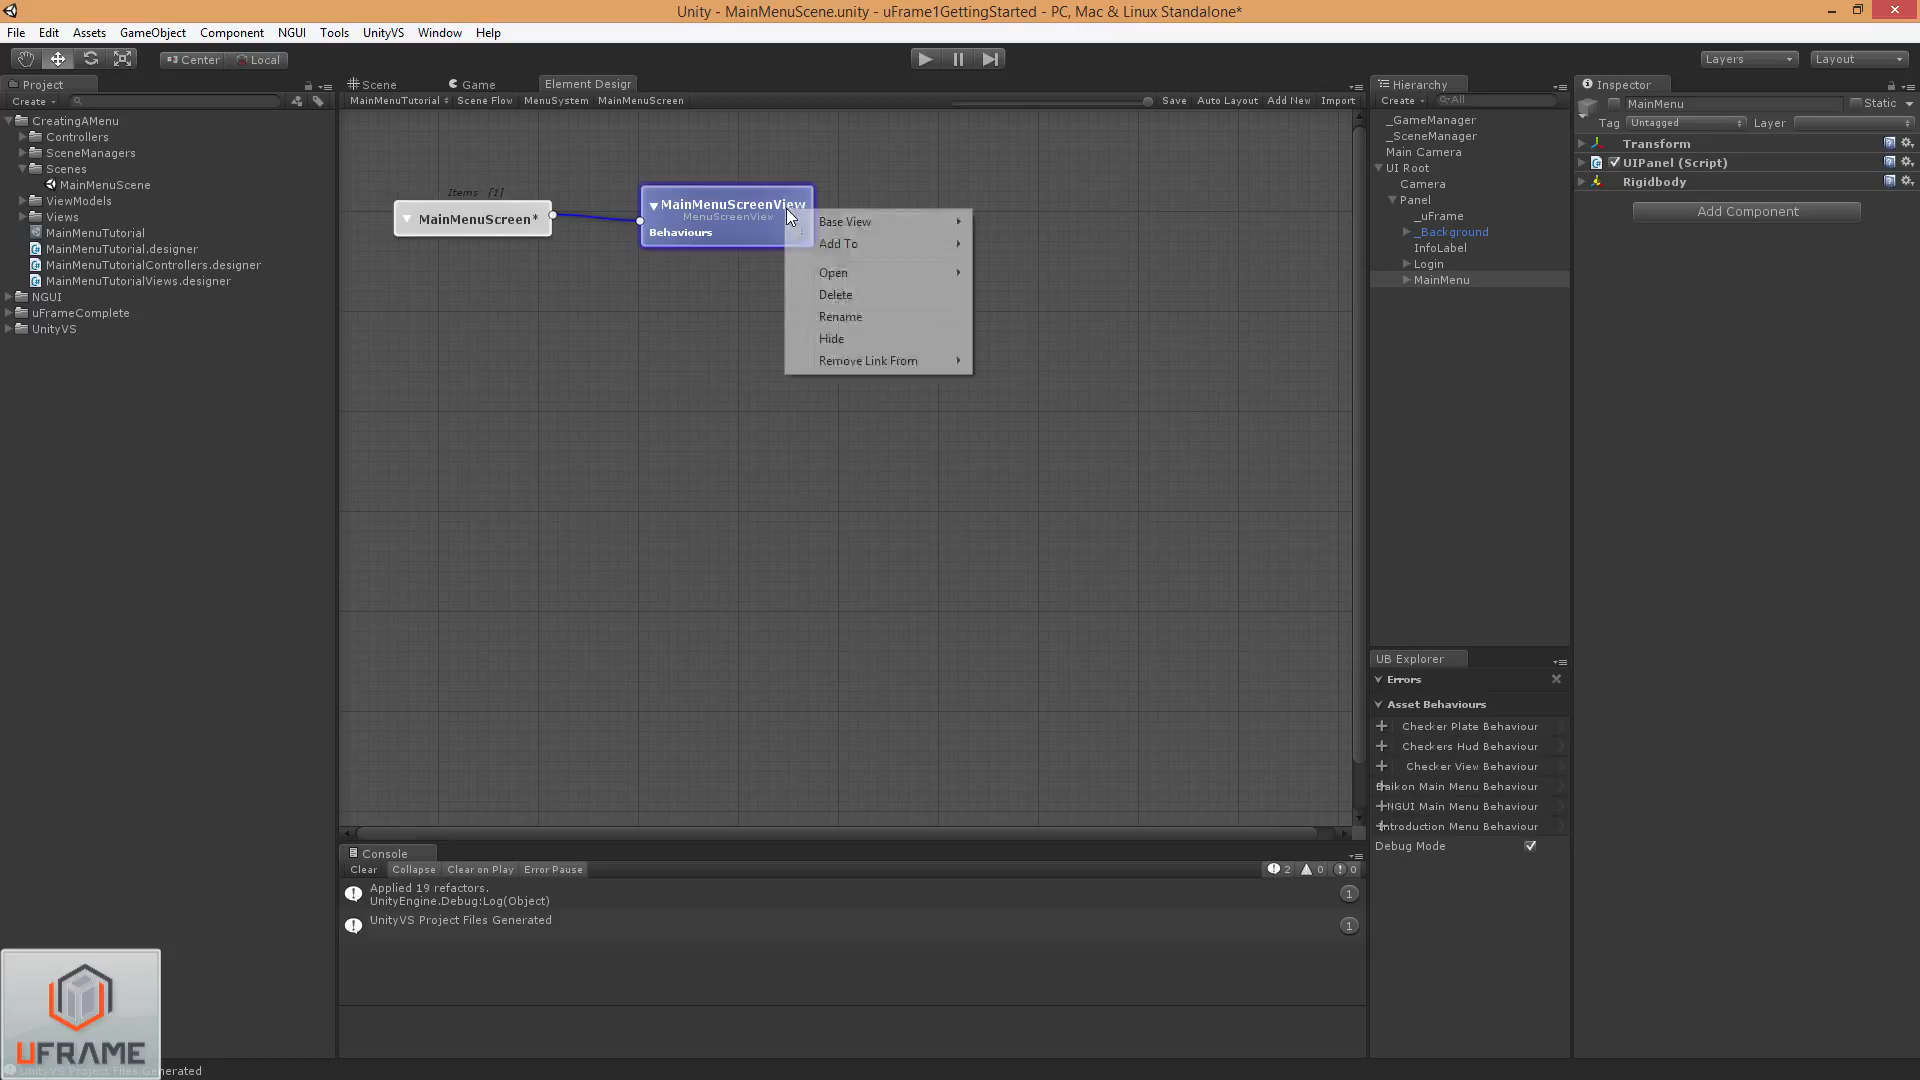 Unity - MainMenuScene.unity - uFrame1GettingStarted - PC, Mac & Linux Standalone*
File Edit Assets GameObject Component NGUI Tools UnityVS Window Help
Center Local Layers Layout
Project
Create
CreatingAMenu
Controllers
SceneManagers
Scenes
MainMenuScene
ViewModels
Views
MainMenuTutorial
MainMenuTutorial.designer
MainMenuTutorialControllers.designer
MainMenuTutorialViews.designer
NGUI
uFrameComplete
UnityVS
Scene Game Element Desigr
MainMenuTutorial Scene Flow MenuSystem MainMenuScreen Save Auto Layout Add New Import
Items [1]
MainMenuScreen*
MainMenuScreenView
MenuScreenView
Behaviours
Base View
Add To
Open
Delete
Rename
Hide
Remove Link From
Console
Clear Collapse Clear on Play Error Pause 2 0 0
Applied 19 refactors.
UnityEngine.Debug:Log(Object)
1
UnityVS Project Files Generated
1
Hierarchy
Create All
_GameManager
_SceneManager
Main Camera
UI Root
Camera
Panel
_uFrame
_Background
InfoLabel
Login
MainMenu
UB Explorer
Errors
Asset Behaviours
Checker Plate Behaviour
Checkers Hud Behaviour
Checker View Behaviour
aikon Main Menu Behaviour
NGUI Main Menu Behaviour
ntroduction Menu Behaviour
Debug Mode
Inspector
MainMenu Static
Tag Untagged Layer
Transform
UIPanel (Script)
Rigidbody
Add Component
UFRAME
UnityVS Project Files Generated